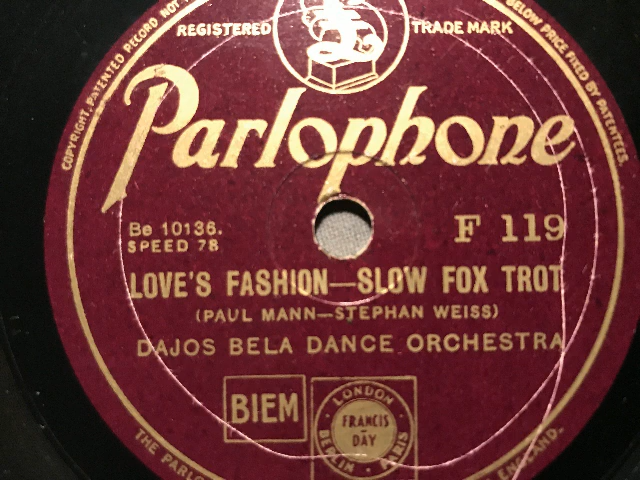 COPYRIGHT. PATENTED RECORD NOT
BELOW PRICE FIXED BY PATENTEES.
REGISTERED TRADE MARK
£
Parlophone
Be 10136.
SPEED 78
F 119
LOVE'S FASHION—SLOW FOX TROT
(PAUL MANN—STEPHAN WEISS)
DAJOS BELA DANCE ORCHESTRA
BIEM
LONDON
FRANCIS
DAY
BERLIN PARIS
THE PARLO
ENGLAND.